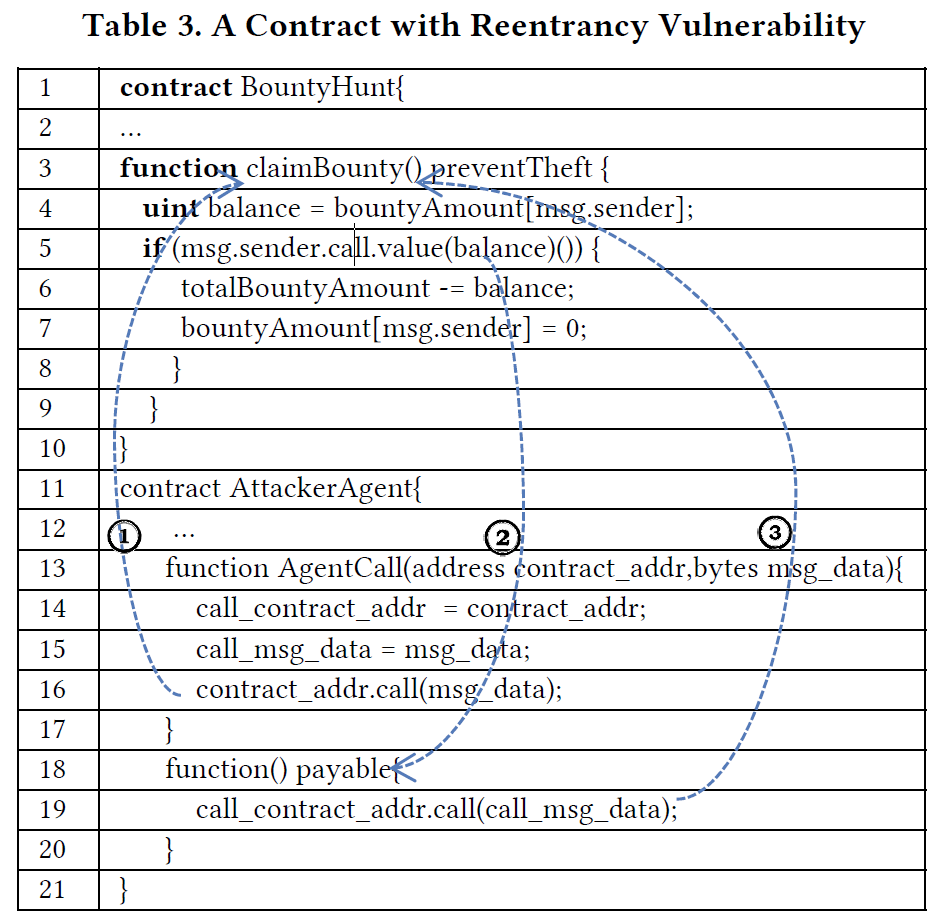 Table 3. A Contract with Reentrancy Vulnerability
1 contract BountyHunt{
2 ...
3 function claimBounty() preventTheft {
4 uint balance = bountyAmount[msg.sender];
5 if (msg.sender.call.value(balance)()) {
6 totalBountyAmount -= balance;
7 bountyAmount[msg.sender] = 0;
8 }
9 }
10 }
11 contract AttackerAgent{
12 ① ... ② ③
13 function AgentCall(address contract_addr,bytes msg_data){
14 call_contract_addr = contract_addr;
15 call_msg_data = msg_data;
16 contract_addr.call(msg_data);
17 }
18 function() payable{
19 call_contract_addr.call(call_msg_data);
20 }
21 }